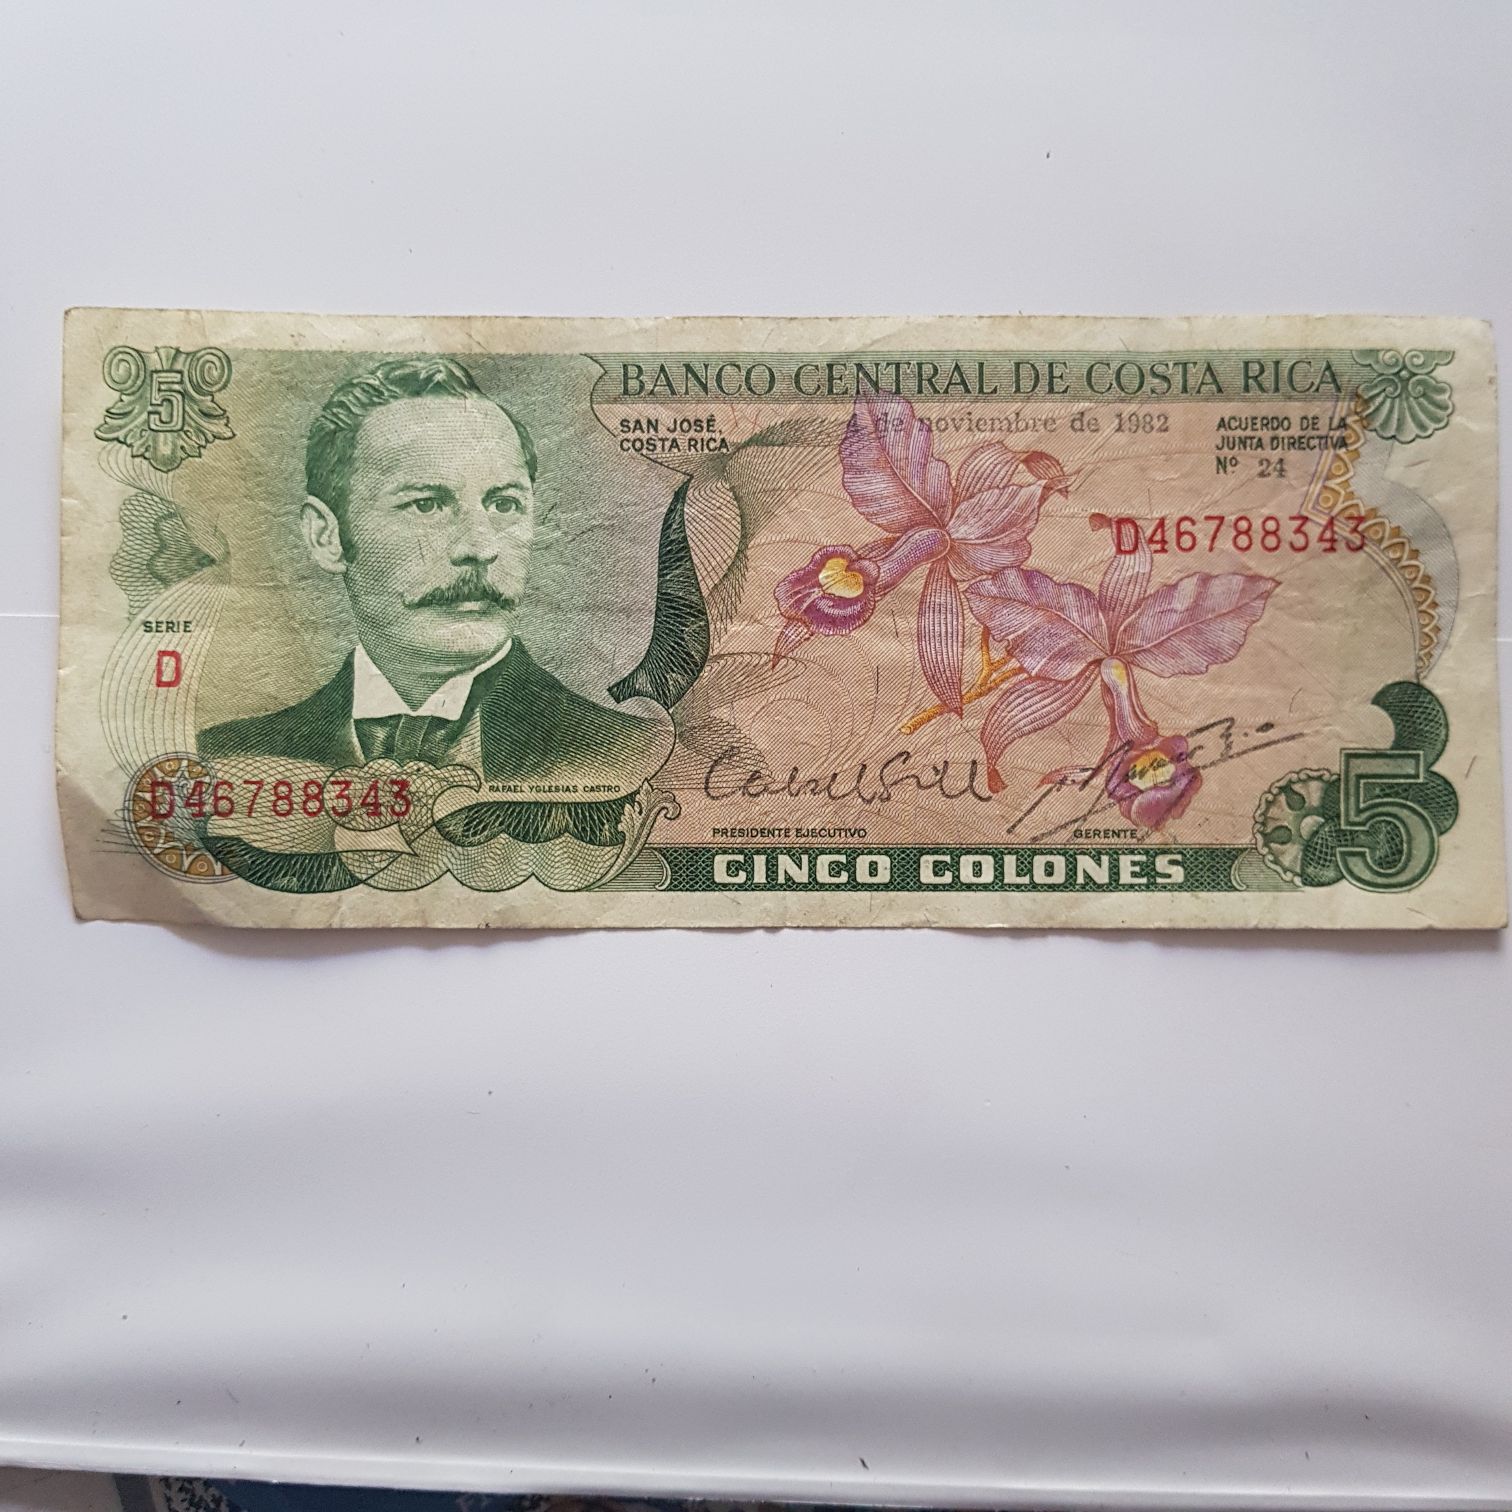 5
BANCO CENTRAL DE COSTA RICA
SAN JOSÉ,
COSTA RICA
4 de noviembre de 1982
ACUERDO DE LA
JUNTA DIRECTIVA
Nº 24
D46788343
SERIE
D
D46788343
RAFAEL YGLESIAS CASTRO
PRESIDENTE EJECUTIVO
GERENTE
CINCO COLONES
5